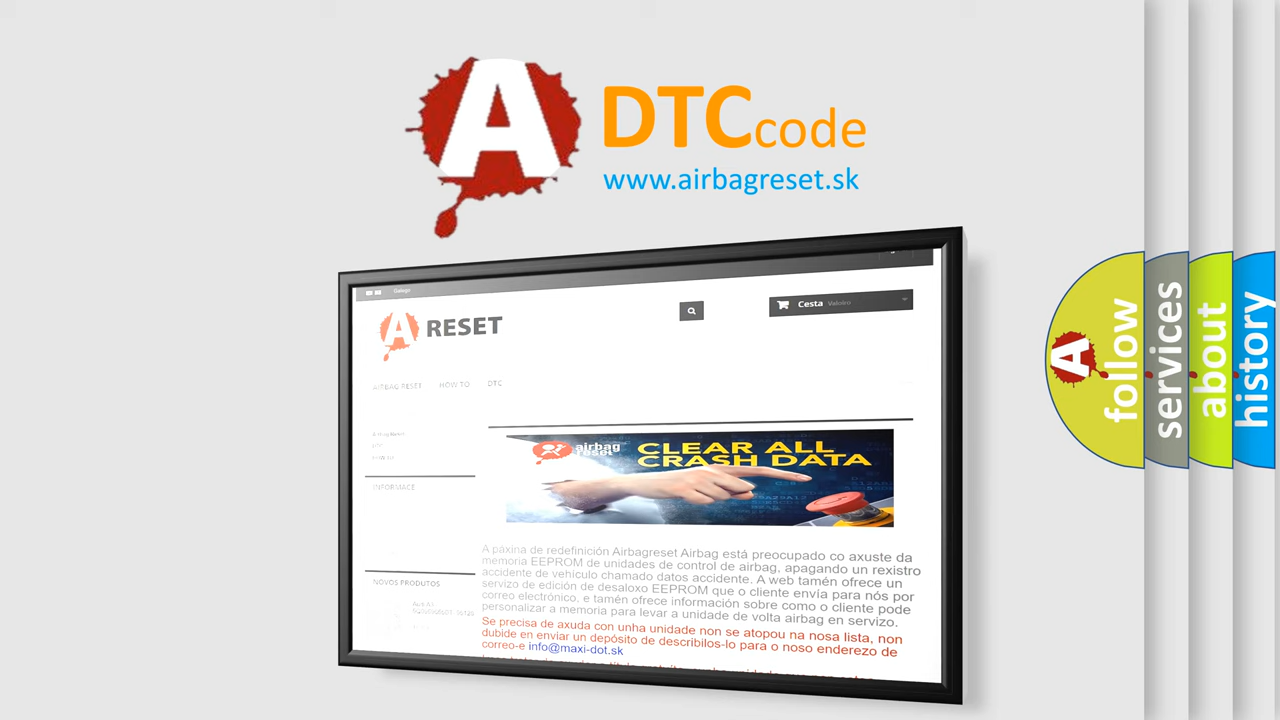 A
DTC code
www.airbagreset.sk
Galego
A RESET
Cesta Valeiro
AIRBAG RESET HOW TO DTC
INFORMACE
airbag
reset
CLEAR ALL
CRASH DATA
A páxina de redefinición Airbagreset Airbag está preocupado co axuste da
memoria EEPROM de unidades de control de airbag, apagando un rexistro
accidente de vehículo chamado datos accidente. A web tamén ofrece un
servizo de edición de desaloxo EEPROM que o cliente envía para nós por
correo electrónico, e tamén ofrece información sobre como o cliente pode
personalizar a memoria para levar a unidade de volta airbag en servizo.
Se precisa de axuda con unha unidade non se atopou na nosa lista, non
dubide en enviar un depósito de describilos-lo para o noso enderezo de
correo-e info@maxi-dot.sk
NOVOS PRODUTOS
A
follow
services
about
history